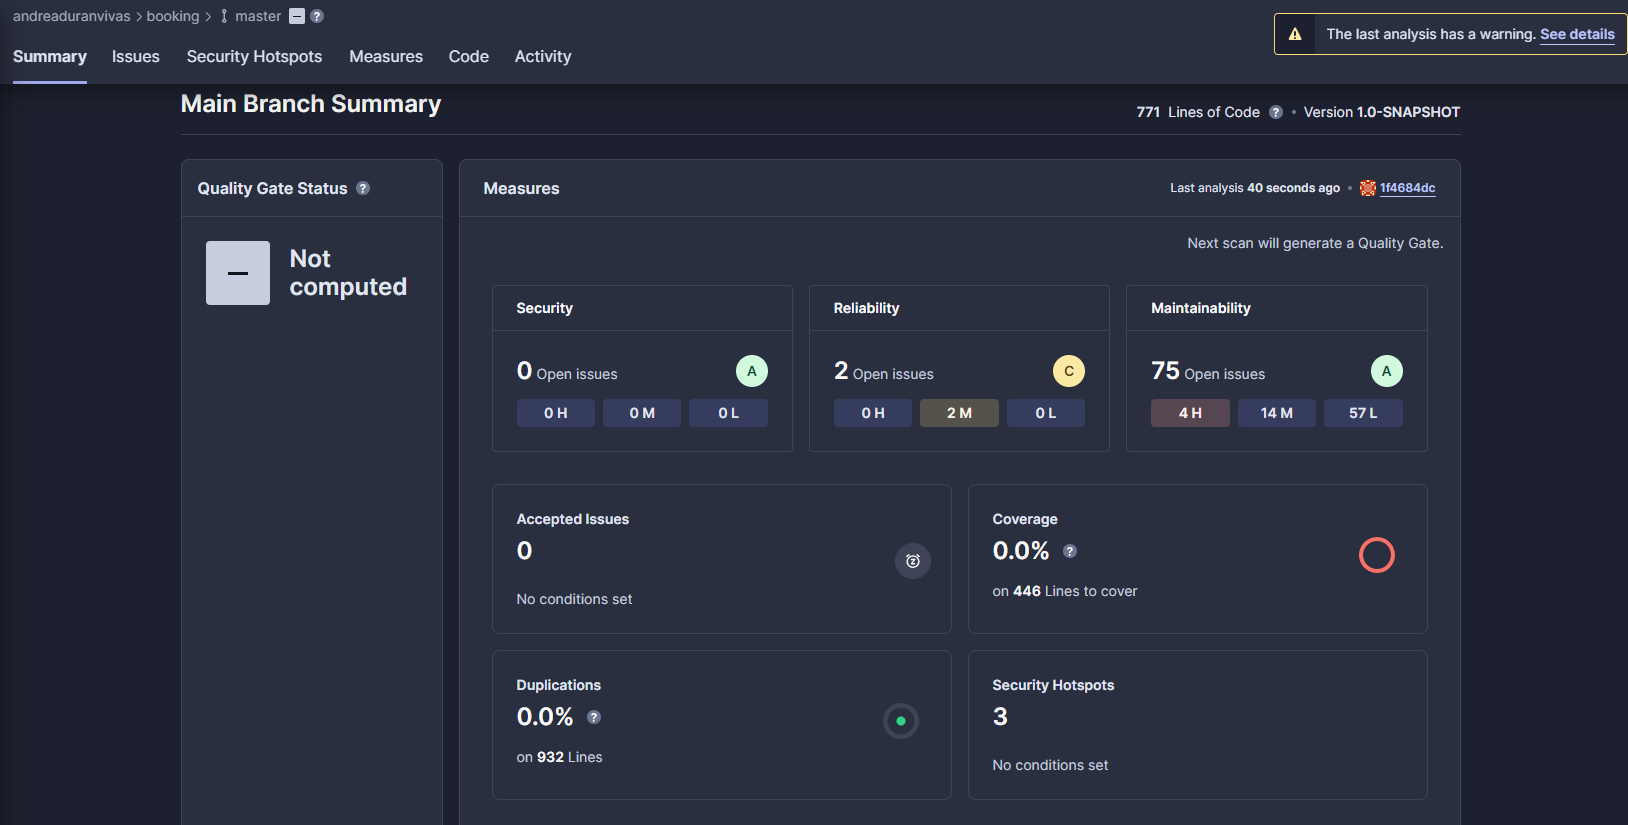 andreaduranvivas > booking > master
The last analysis has a warning. See details
Summary Issues Security Hotspots Measures Code Activity
Main Branch Summary
771 Lines of Code ? • Version 1.0-SNAPSHOT
Quality Gate Status ?
Not
computed
Measures
Last analysis 40 seconds ago • 1f4684dc
Next scan will generate a Quality Gate.
Security
0 Open issues A
0 H 0 M 0 L
Reliability
2 Open issues C
0 H 2 M 0 L
Maintainability
75 Open issues A
4 H 14 M 57 L
Accepted Issues
0
No conditions set
Coverage
0.0% ?
on 446 Lines to cover
Duplications
0.0% ?
on 932 Lines
Security Hotspots
3
No conditions set